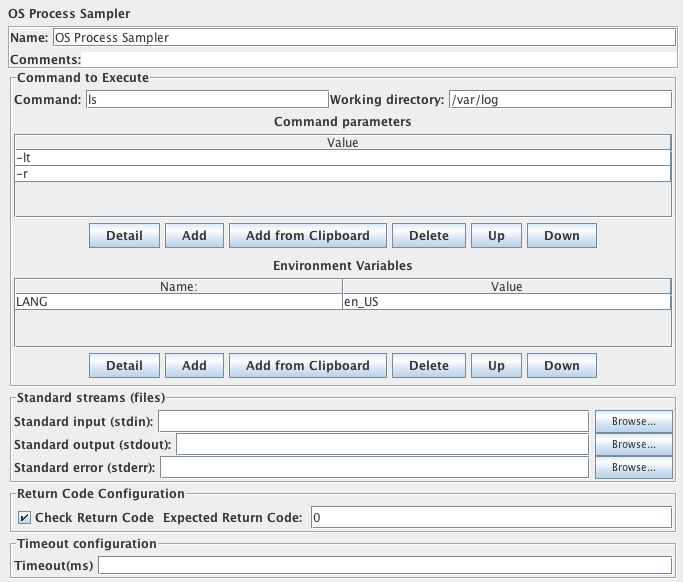 OS Process Sampler
Name: OS Process Sampler
Comments:
Command to Execute
Command: ls Working directory: /var/log
Command parameters
Value
-lt
-r
Detail Add Add from Clipboard Delete Up Down
Environment Variables
Name: Value
LANG en_US
Detail Add Add from Clipboard Delete Up Down
Standard streams (files)
Standard input (stdin): Browse...
Standard output (stdout): Browse...
Standard error (stderr): Browse...
Return Code Configuration
Check Return Code Expected Return Code: 0
Timeout configuration
Timeout(ms)